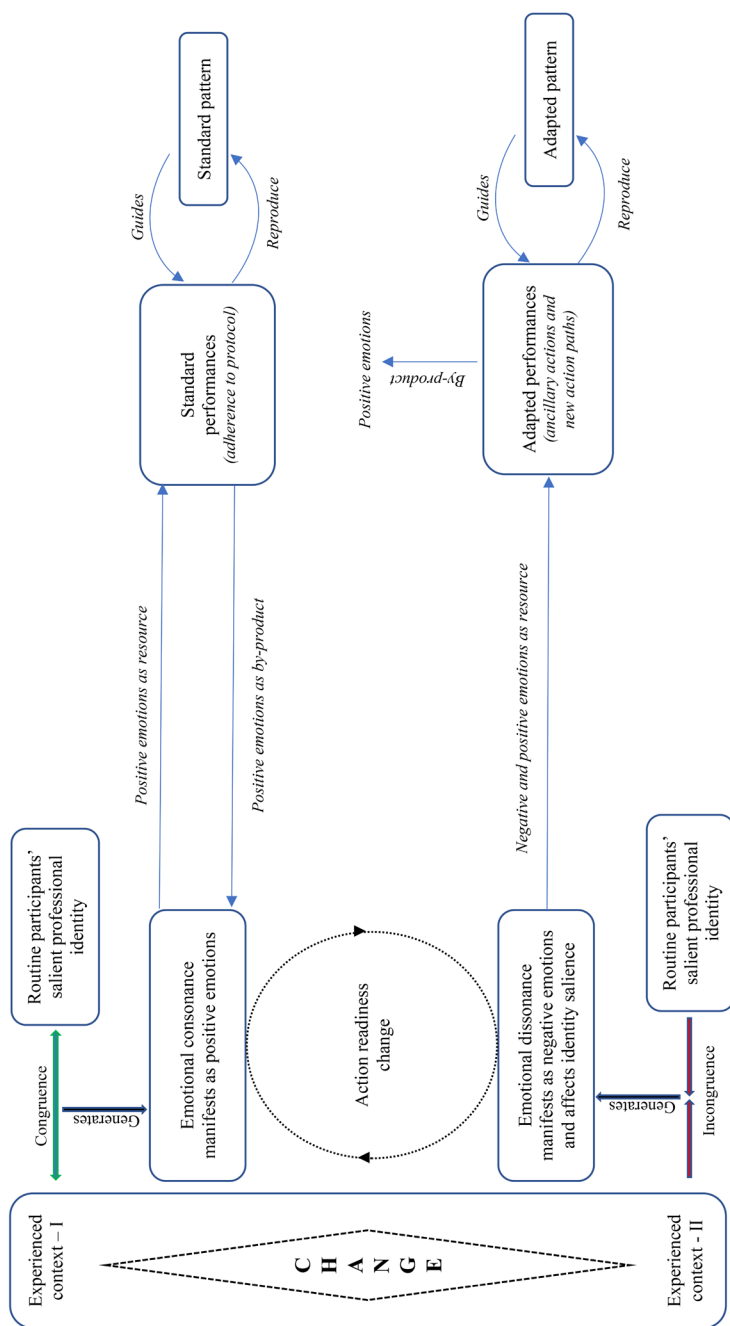 Experienced
context – I
Congruence
Routine participants’
salient professional
identity
Generates
Emotional consonance
manifests as positive emotions
Positive emotions as resource
Positive emotions as by-product
Standard
performances
(adherence to protocol)
Guides
Reproduce
Standard pattern
C
H
A
N
G
E
Action readiness
change
Positive emotions
By-product
Experienced
context - II
Incongruence
Routine participants’
salient professional
identity
Generates
Emotional dissonance
manifests as negative emotions
and affects identity salience
Negative and positive emotions as resource
Adapted performances
(ancillary actions and
new action paths)
Guides
Reproduce
Adapted pattern